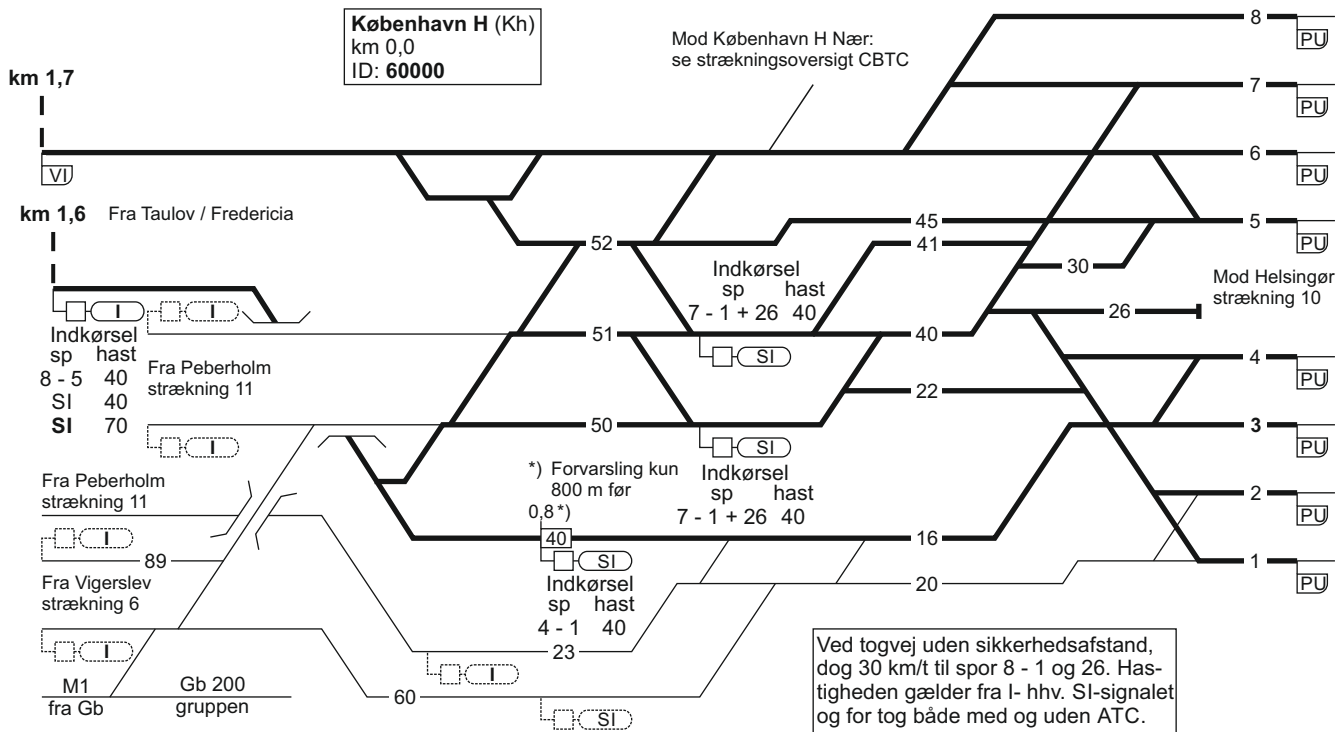 København H (Kh)
km 0,0
ID: 60000
Mod København H Nær:
se strækningsoversigt CBTC
8
PU
km 1,7
7
PU
6
PU
VI
km 1,6 Fra Taulov / Fredericia
45
5
PU
52
41
Indkørsel
sp hast
7 - 1 + 26 40
30
Mod Helsingør
strækning 10
I
I
26
Indkørsel
sp hast
8 - 5 40
SI 40
SI 70
51
40
SI
Fra Peberholm
strækning 11
4
PU
22
50
3
PU
I
SI
*) Forvarsling kun
800 m før
Indkørsel
sp hast
7 - 1 + 26 40
Fra Peberholm
strækning 11
2
PU
0,8 *)
40
16
I
89
SI
1
PU
Indkørsel
sp hast
4 - 1 40
Fra Vigerslev
strækning 6
20
I
23
I
Ved togvej uden sikkerhedsafstand,
dog 30 km/t til spor 8 - 1 og 26. Has-
tigheden gælder fra I- hhv. SI-signalet
og for tog både med og uden ATC.
M1
fra Gb
Gb 200
gruppen
60
SI